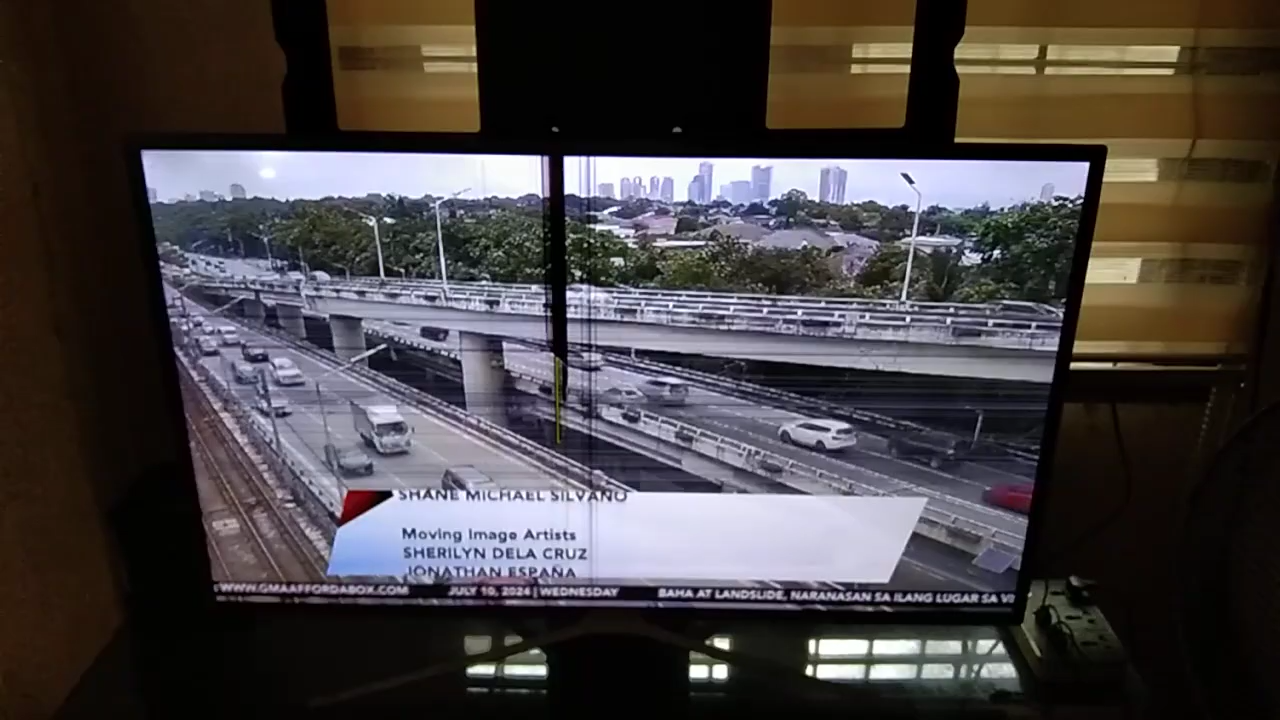 SHANE MICHAEL SILVANO
Moving Image Artists
SHERILYN DELA CRUZ
JONATHAN ESPAÑA
WWW.GMAAFFORDABOX.COM JULY 10, 2024 | WEDNESDAY BAHA AT LANDSLIDE, NARANASAN SA ILANG LUGAR SA